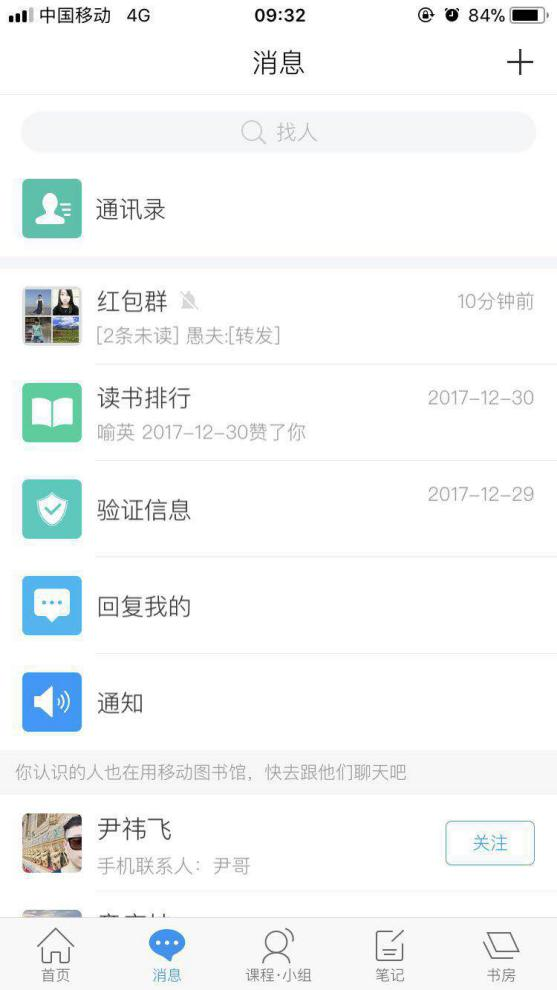 中国移动 4G 09:32 84%
消息
找人
通讯录
红包群 10分钟前
[2条未读] 愚夫:[转发]
读书排行 2017-12-30
喻英 2017-12-30赞了你
验证信息 2017-12-29
回复我的
通知
你认识的人也在用移动图书馆，快去跟他们聊天吧
尹祎飞
手机联系人：尹哥
关注
首页 消息 课程·小组 笔记 书房